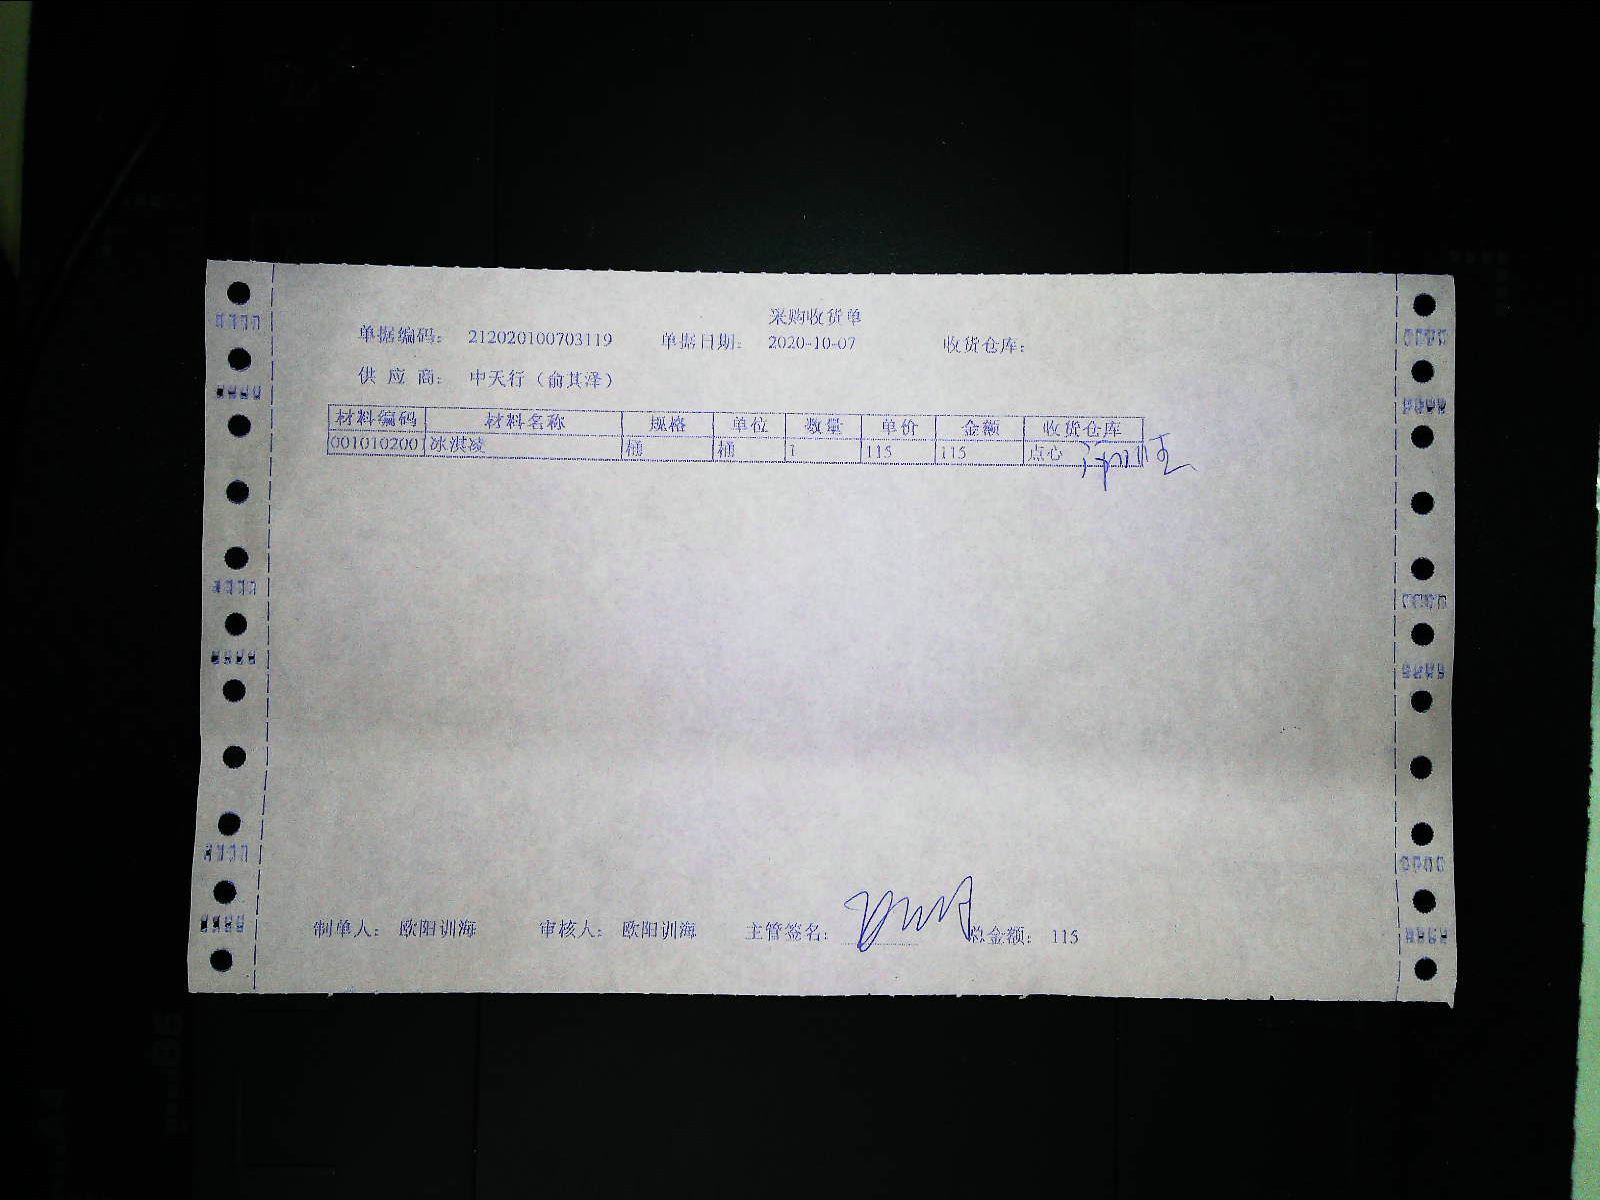 采购收货单
单据编码： 212020100703119 单据日期： 2020-10-07 收货仓库：
供 应 商： 中天行（俞其泽）
材料编码 材料名称 规格 单位 数量 单价 金额 收货仓库
0010102001 冰淇凌 桶 桶 1 115 115 点心
制单人： 欧阳训海 审核人： 欧阳训海 主管签名： 总金额： 115